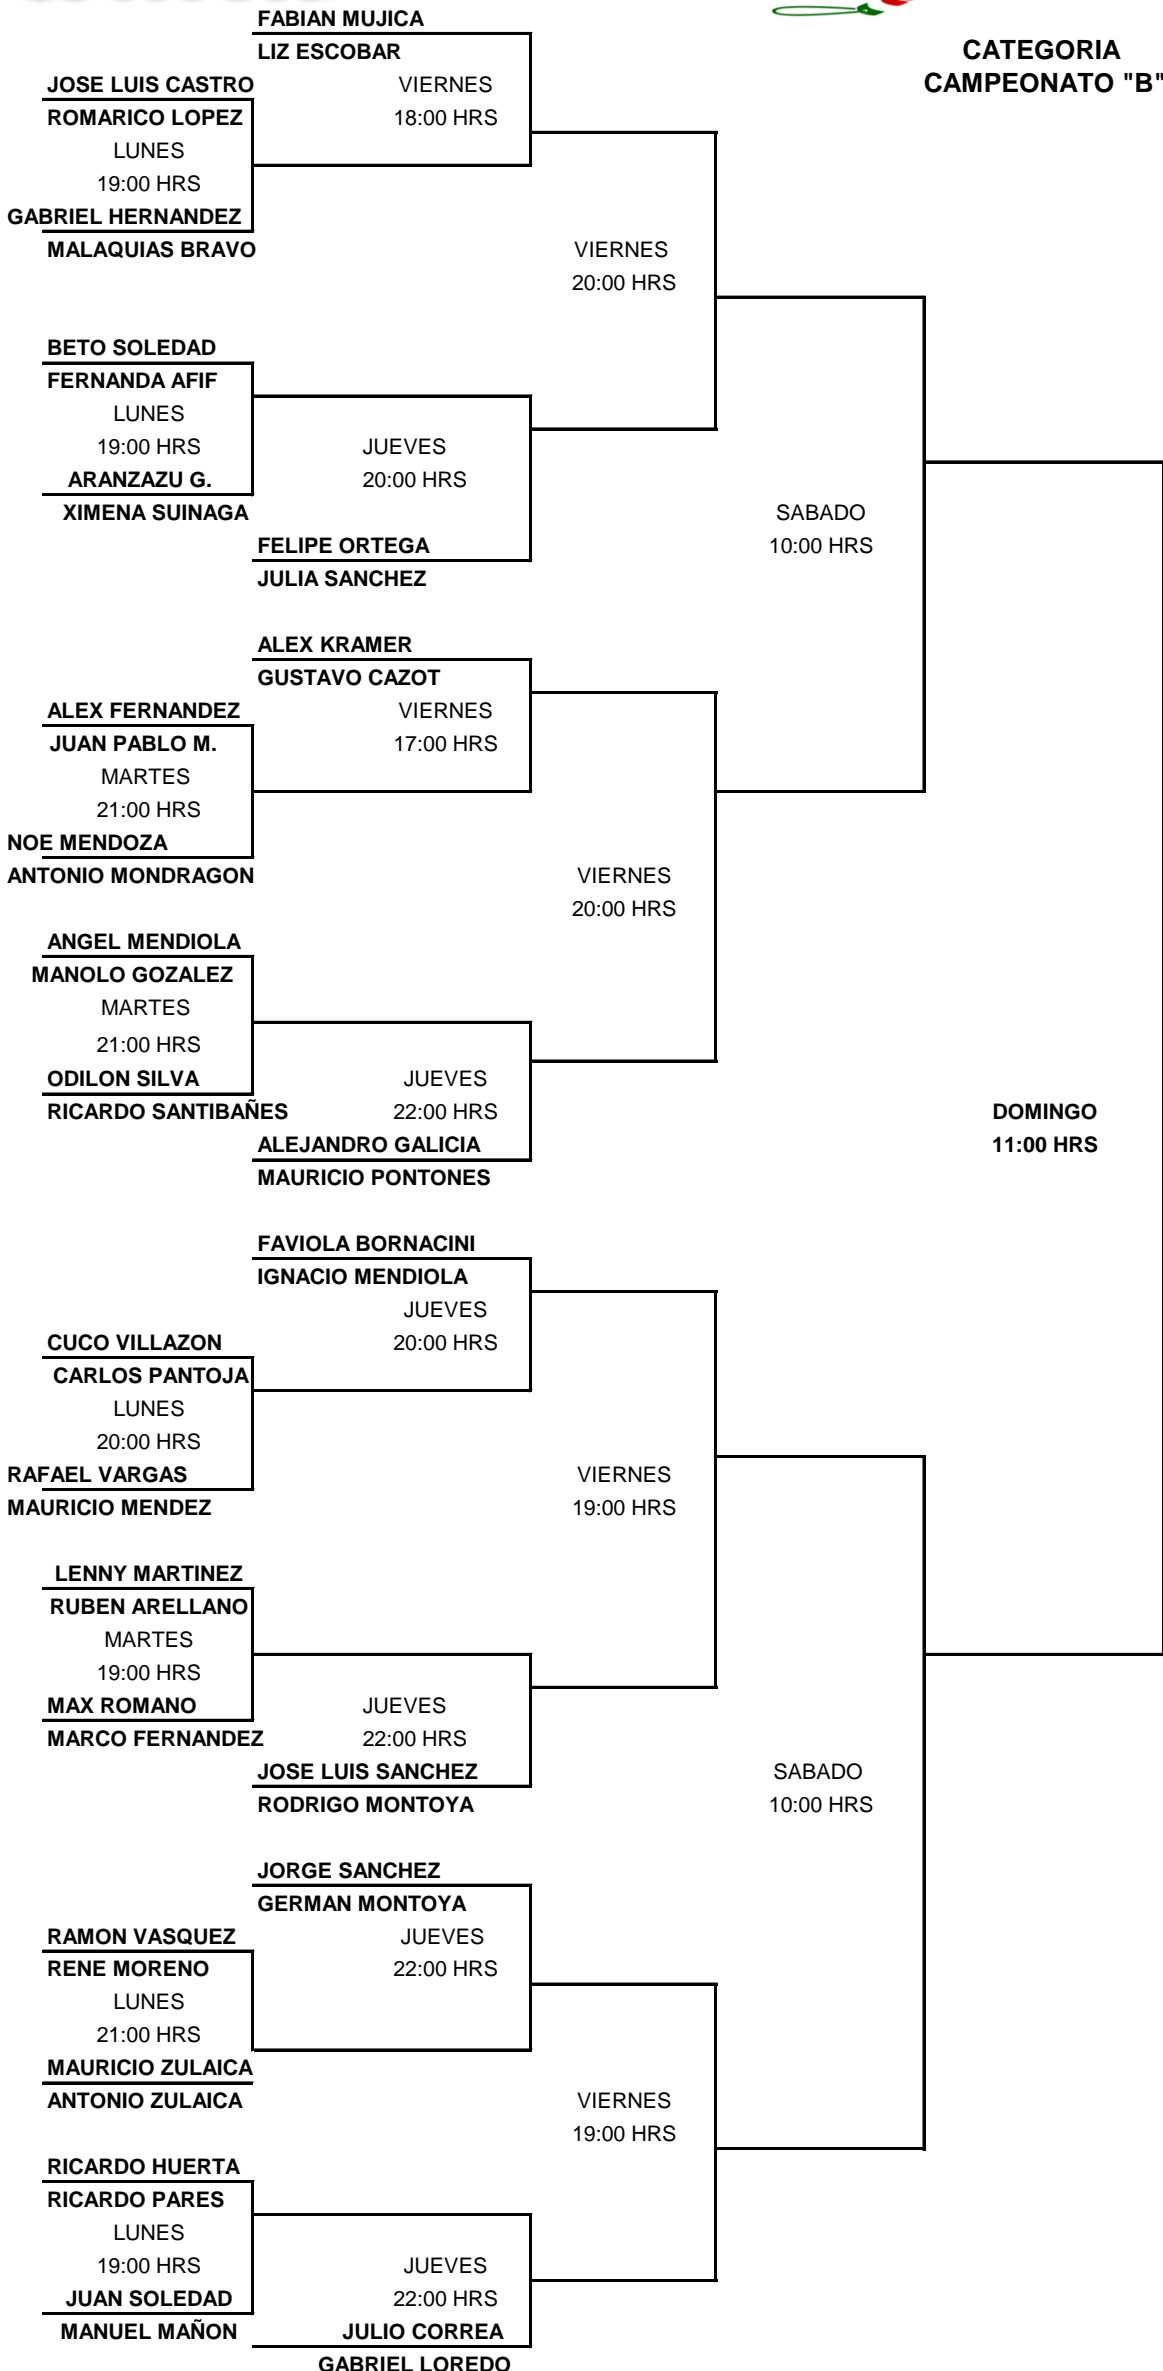 FABIAN MUJICA
LIZ ESCOBAR
CATEGORIA
CAMPEONATO "B"
JOSE LUIS CASTRO
VIERNES
ROMARICO LOPEZ
18:00 HRS
LUNES
19:00 HRS
GABRIEL HERNANDEZ
MALAQUIAS BRAVO
VIERNES
20:00 HRS
BETO SOLEDAD
FERNANDA AFIF
LUNES
19:00 HRS
JUEVES
ARANZAZU G.
20:00 HRS
XIMENA SUINAGA
SABADO
FELIPE ORTEGA
10:00 HRS
JULIA SANCHEZ
ALEX KRAMER
GUSTAVO CAZOT
ALEX FERNANDEZ
VIERNES
JUAN PABLO M.
17:00 HRS
MARTES
21:00 HRS
NOE MENDOZA
ANTONIO MONDRAGON
VIERNES
20:00 HRS
ANGEL MENDIOLA
MANOLO GOZALEZ
MARTES
21:00 HRS
ODILON SILVA
JUEVES
RICARDO SANTIBAÑES
22:00 HRS
DOMINGO
ALEJANDRO GALICIA
11:00 HRS
MAURICIO PONTONES
FAVIOLA BORNACINI
IGNACIO MENDIOLA
JUEVES
CUCO VILLAZON
20:00 HRS
CARLOS PANTOJA
LUNES
20:00 HRS
RAFAEL VARGAS
VIERNES
MAURICIO MENDEZ
19:00 HRS
LENNY MARTINEZ
RUBEN ARELLANO
MARTES
19:00 HRS
MAX ROMANO
JUEVES
MARCO FERNANDEZ
22:00 HRS
JOSE LUIS SANCHEZ
SABADO
RODRIGO MONTOYA
10:00 HRS
JORGE SANCHEZ
GERMAN MONTOYA
RAMON VASQUEZ
JUEVES
RENE MORENO
22:00 HRS
LUNES
21:00 HRS
MAURICIO ZULAICA
ANTONIO ZULAICA
VIERNES
19:00 HRS
RICARDO HUERTA
RICARDO PARES
LUNES
19:00 HRS
JUEVES
JUAN SOLEDAD
22:00 HRS
MANUEL MAÑON
JULIO CORREA
GABRIEL LOREDO